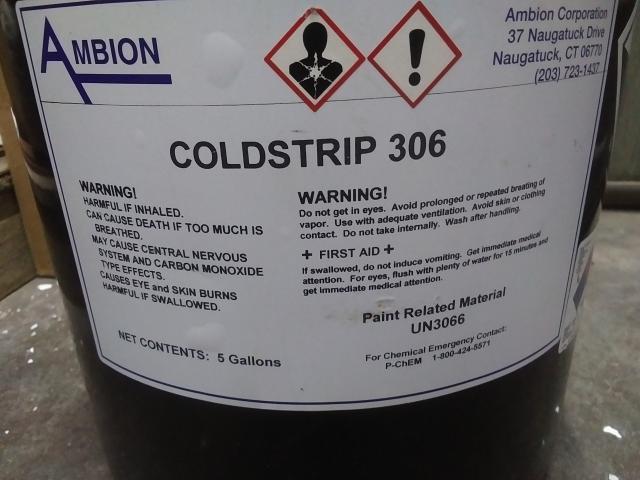 AMBION
Ambion Corporation
37 Naugatuck Drive
Naugatuck, CT 06770
(203) 723-1437
COLDSTRIP 306
WARNING!
HARMFUL IF INHALED.
CAN CAUSE DEATH IF TOO MUCH IS
BREATHED.
MAY CAUSE CENTRAL NERVOUS
SYSTEM AND CARBON MONOXIDE
TYPE EFFECTS.
CAUSES EYE and SKIN BURNS
HARMFUL IF SWALLOWED.
NET CONTENTS: 5 Gallons
WARNING!
Do not get in eyes. Avoid prolonged or repeated breating of
vapor. Use with adequate ventilation. Avoid skin or clothing
contact. Do not take internally. Wash after handling.
+ FIRST AID +
If swallowed, do not induce vomiting. Get immediate medical
attention. For eyes, flush with plenty of water for 15 minutes and
get immediate medical attention.
Paint Related Material
UN3066
For Chemical Emergency Contact:
P-ChEM 1-800-424-5571